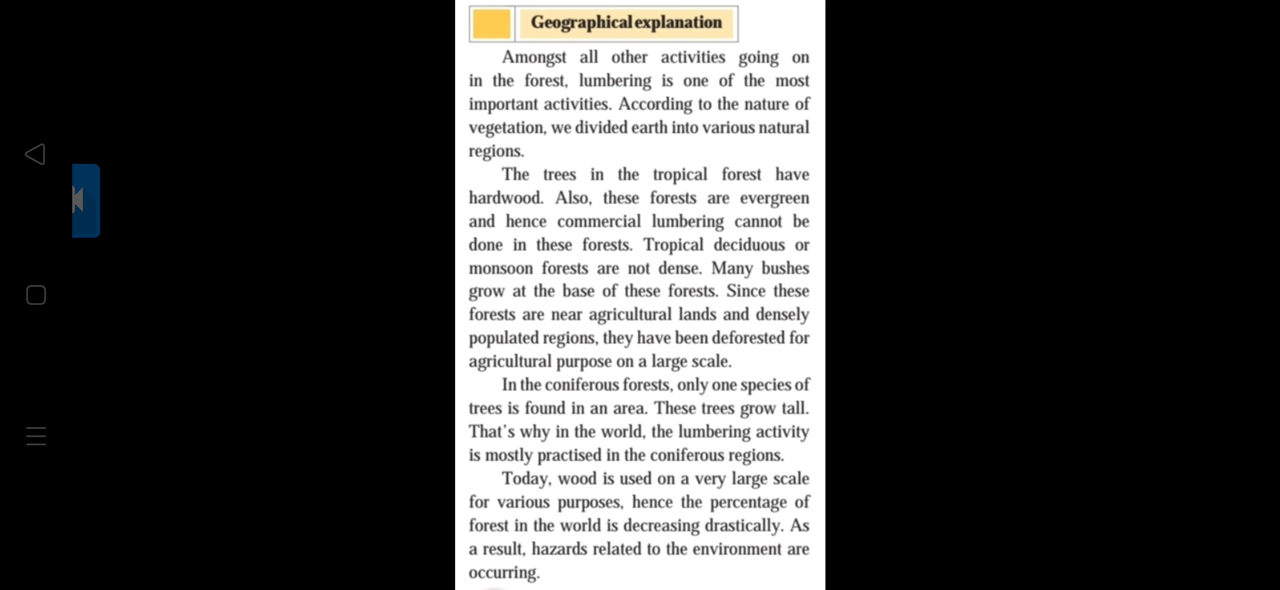 Geographical explanation
Amongst all other activities going on
in the forest, lumbering is one of the most
important activities. According to the nature of
vegetation, we divided earth into various natural
regions.
The trees in the tropical forest have
hardwood. Also, these forests are evergreen
and hence commercial lumbering cannot be
done in these forests. Tropical deciduous or
monsoon forests are not dense. Many bushes
grow at the base of these forests. Since these
forests are near agricultural lands and densely
populated regions, they have been deforested for
agricultural purpose on a large scale.
In the coniferous forests, only one species of
trees is found in an area. These trees grow tall.
That's why in the world, the lumbering activity
is mostly practised in the coniferous regions.
Today, wood is used on a very large scale
for various purposes, hence the percentage of
forest in the world is decreasing drastically. As
a result, hazards related to the environment are
occurring.